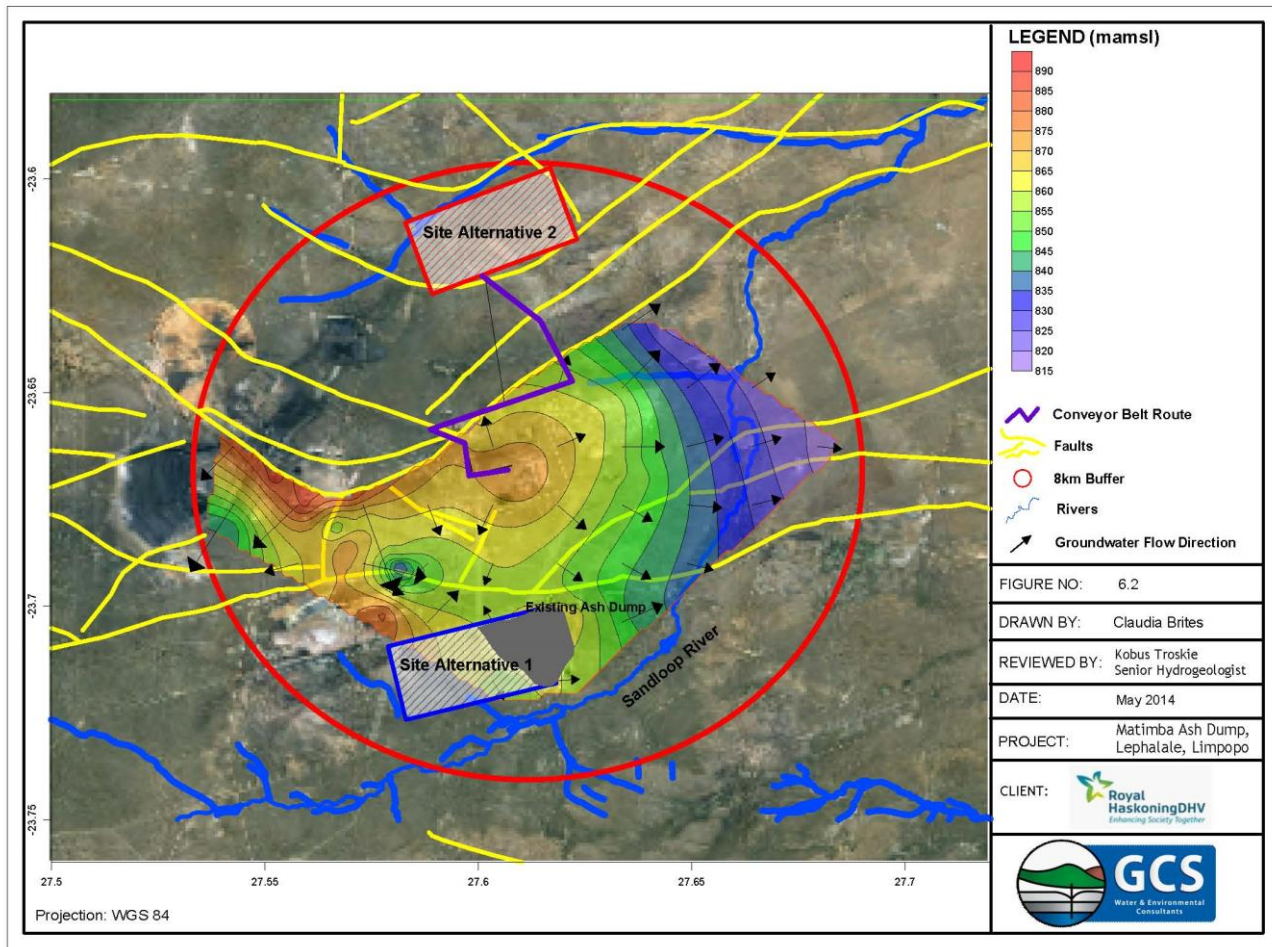 LEGEND (mamsl)
890
885
880
875
870
865
860
855
850
845
840
835
830
825
820
815
Conveyor Belt Route
Faults
8km Buffer
Rivers
Groundwater Flow Direction
FIGURE NO: 6.2
DRAWN BY: Claudia Brites
REVIEWED BY: Kobus Troskie
Senior Hydrogeologist
DATE: May 2014
PROJECT: Matimba Ash Dump,
Lephalale, Limpopo
CLIENT:
Royal
HaskoningDHV
Enhancing Society Together
GCS
Water & Environmental
Consultants
-23.6
-23.65
-23.7
-23.75
Site Alternative 2
Existing Ash Dump
Site Alternative 1
Sandloop River
27.5
27.55
27.6
27.65
27.7
Projection: WGS 84